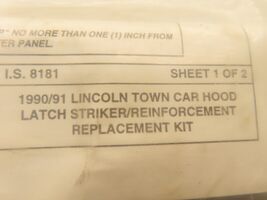 " NO MORE THAN ONE (1) INCH FROM
ER PANEL.
I.S. 8181 SHEET 1 OF 2
1990/91 LINCOLN TOWN CAR HOOD
LATCH STRIKER/REINFORCEMENT
REPLACEMENT KIT